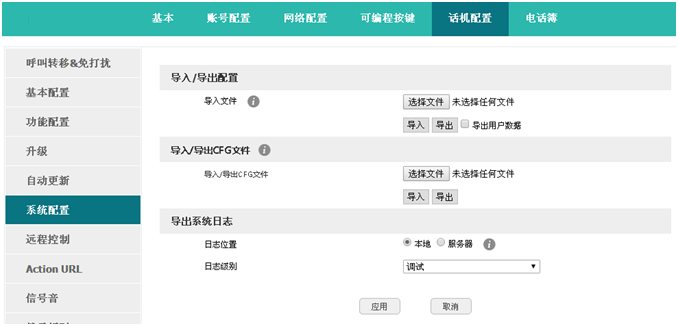 基本 账号配置 网络配置 可编程按键 话机配置 电话簿
呼叫转移&免打扰
基本配置
功能配置
升级
自动更新
系统配置
远程控制
Action URL
信号音
导入/导出配置
导入文件 选择文件 未选择任何文件
导入 导出 导出用户数据
导入/导出CFG文件
导入/导出CFG文件 选择文件 未选择任何文件
导入 导出
导出系统日志
日志位置 本地 服务器
日志级别 调试
应用 取消